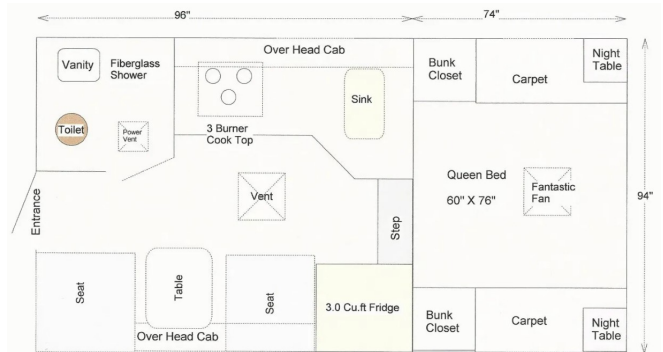 96"
74"
Over Head Cab
Vanity
Fiberglass
Shower
Bunk
Closet
Carpet
Night
Table
Sink
Toilet
Power
Vent
3 Burner
Cook Top
Queen Bed
60" X 76"
Fantastic
Fan
94"
Vent
Entrance
Step
Seat
Table
Seat
3.0 Cu.ft Fridge
Over Head Cab
Bunk
Closet
Carpet
Night
Table